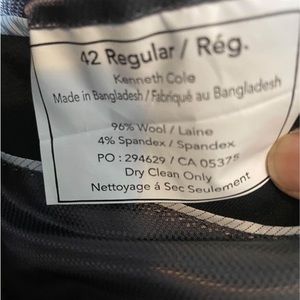 42 Regular / Rég.
Kenneth Cole
Made in Bangladesh / Fabriqué au Bangladesh
96% Wool / Laine
4% Spandex / Spandex
PO : 294629 / CA 05375
Dry Clean Only
Nettoyage á Sec Seulement